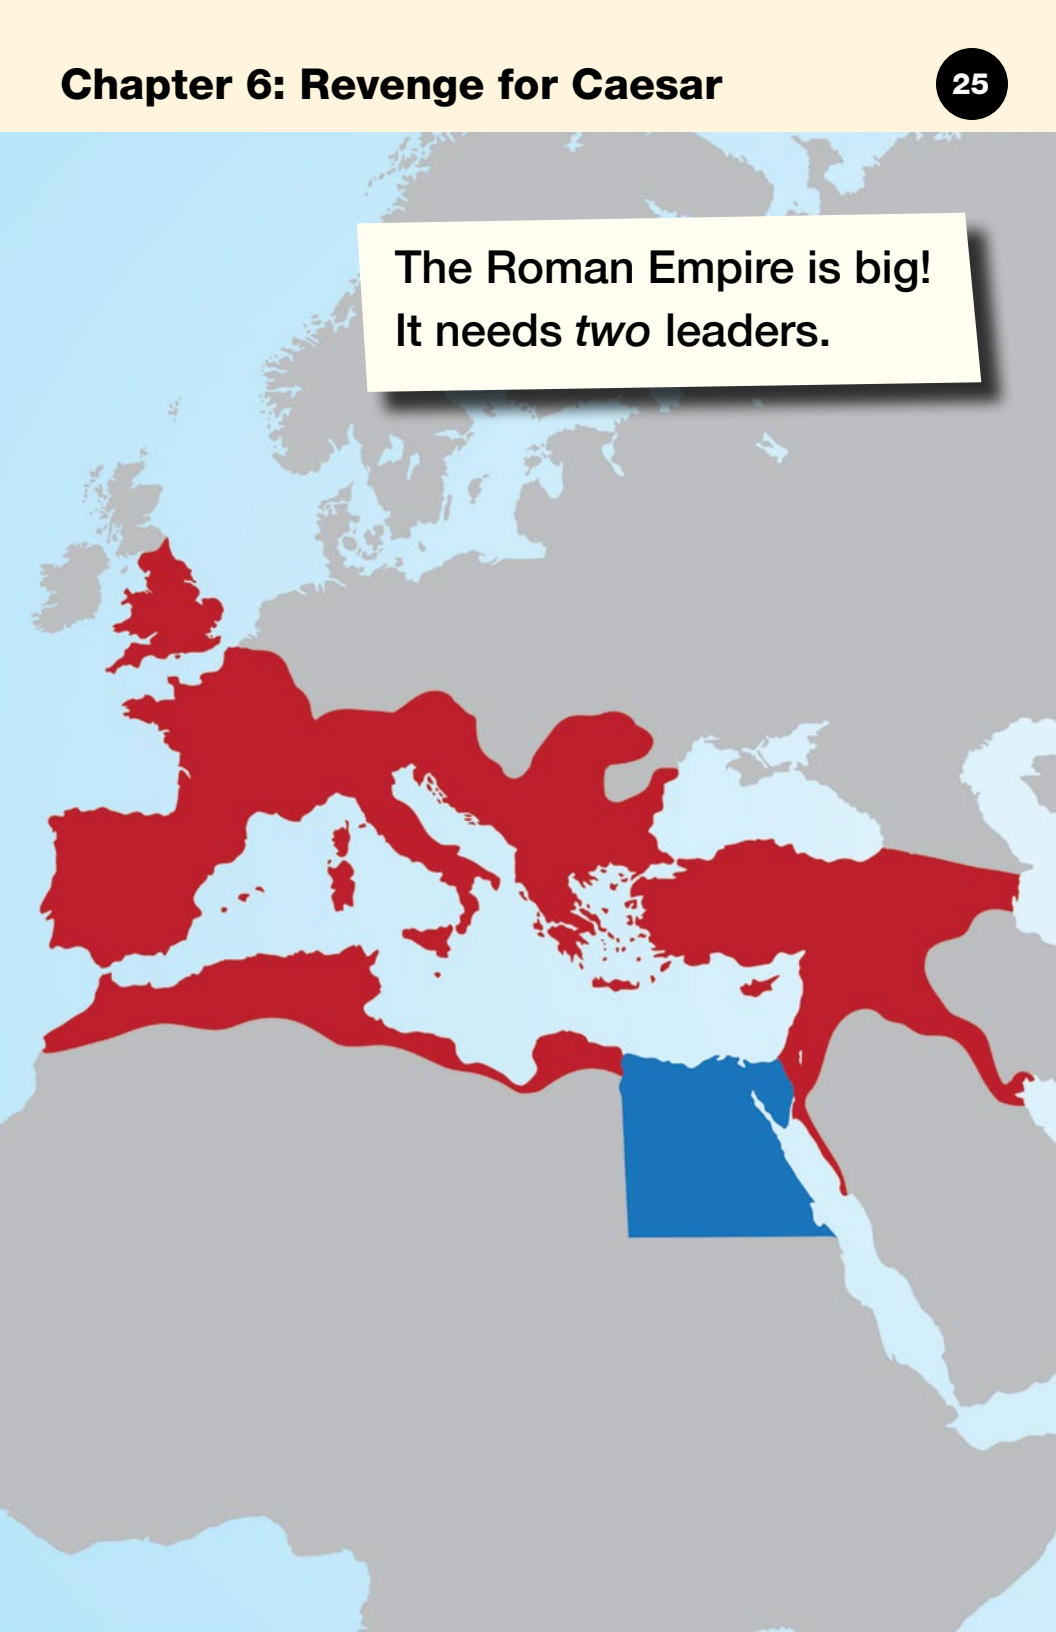 Chapter 6: Revenge for Caesar
25
The Roman Empire is big!
It needs two leaders.